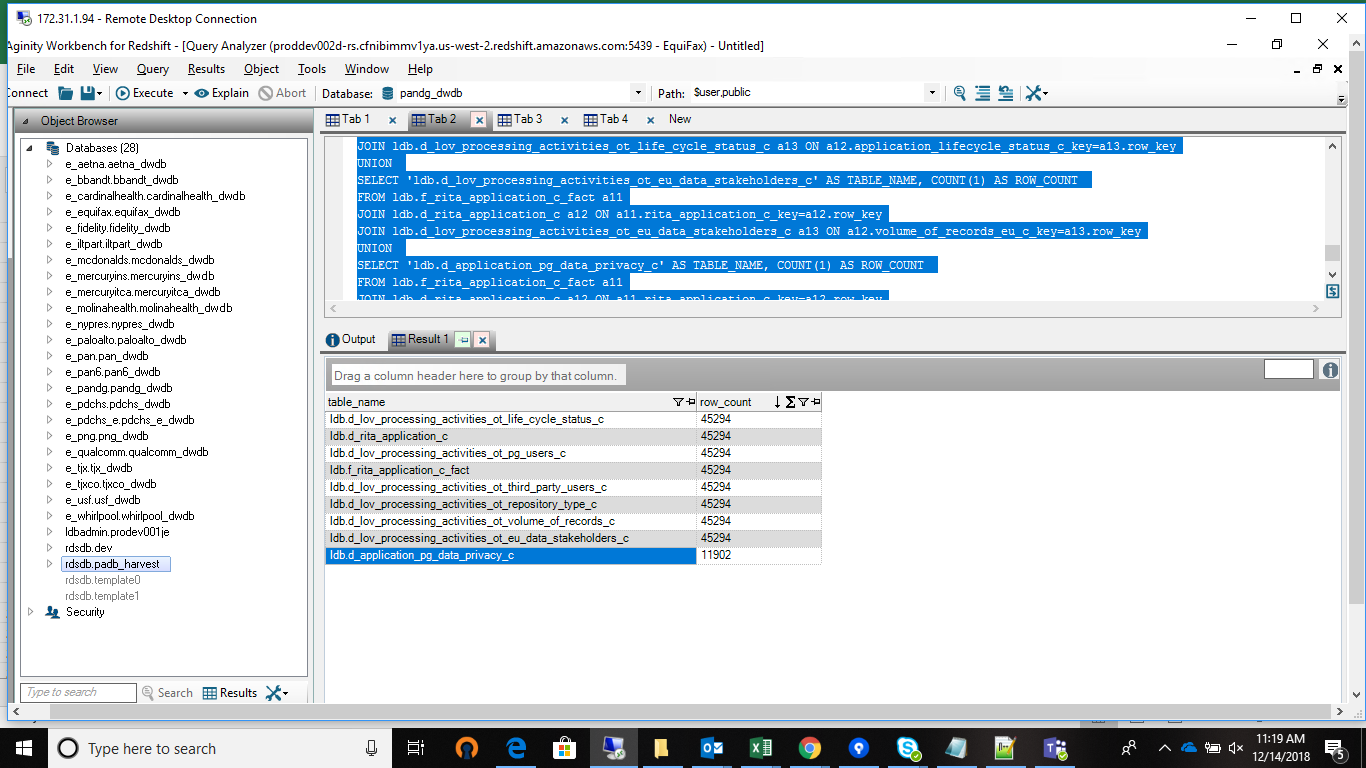 172.31.1.94 - Remote Desktop Connection
Aginity Workbench for Redshift - [Query Analyzer (proddev002d-rs.cfnibimmv1ya.us-west-2.redshift.amazonaws.com:5439 - EquiFax) - Untitled]
File Edit View Query Results Object Tools Window Help
onnect Execute Explain Abort Database: pandg_dwdb Path: $user,public
Object Browser
Tab 1 Tab 2 Tab 3 Tab 4 New
Databases (28)
e_aetna.aetna_dwdb
e_bbandt.bbandt_dwdb
e_cardinalhealth.cardinalhealth_dwdb
e_equifax.equifax_dwdb
e_fidelity.fidelity_dwdb
e_iltpart.iltpart_dwdb
e_mcdonalds.mcdonalds_dwdb
e_mercuryins.mercuryins_dwdb
e_mercuryitca.mercuryitca_dwdb
e_molinahealth.molinahealth_dwdb
e_nypres.nypres_dwdb
e_paloalto.paloalto_dwdb
e_pan.pan_dwdb
e_pan6.pan6_dwdb
e_pandg.pandg_dwdb
e_pdchs.pdchs_dwdb
e_pdchs_e.pdchs_e_dwdb
e_png.png_dwdb
e_qualcomm.qualcomm_dwdb
e_tjx.tjx_dwdb
e_tjxco.tjxco_dwdb
e_usf.usf_dwdb
e_whirlpool.whirlpool_dwdb
ldbadmin.prodev001je
rdsdb.dev
rdsdb.padb_harvest
rdsdb.template0
rdsdb.template1
Security
Type to search Search Results
JOIN ldb.d_lov_processing_activities_ot_life_cycle_status_c a13 ON a12.application_lifecycle_status_c_key=a13.row_key
UNION
SELECT 'ldb.d_lov_processing_activities_ot_eu_data_stakeholders_c' AS TABLE_NAME, COUNT(1) AS ROW_COUNT
FROM ldb.f_rita_application_c_fact a11
JOIN ldb.d_rita_application_c a12 ON a11.rita_application_c_key=a12.row_key
JOIN ldb.d_lov_processing_activities_ot_eu_data_stakeholders_c a13 ON a12.volume_of_records_eu_c_key=a13.row_key
UNION
SELECT 'ldb.d_application_pg_data_privacy_c' AS TABLE_NAME, COUNT(1) AS ROW_COUNT
FROM ldb.f_rita_application_c_fact a11
JOIN ldb.d_rita_application_c a12 ON a11.rita_application_c_key=a12.row_key
Output Result 1
Drag a column header here to group by that column.
table_name row_count
ldb.d_lov_processing_activities_ot_life_cycle_status_c 45294
ldb.d_rita_application_c 45294
ldb.d_lov_processing_activities_ot_pg_users_c 45294
ldb.f_rita_application_c_fact 45294
ldb.d_lov_processing_activities_ot_third_party_users_c 45294
ldb.d_lov_processing_activities_ot_repository_type_c 45294
ldb.d_lov_processing_activities_ot_volume_of_records_c 45294
ldb.d_lov_processing_activities_ot_eu_data_stakeholders_c 45294
ldb.d_application_pg_data_privacy_c 11902
Type here to search
11:19 AM
12/14/2018
5